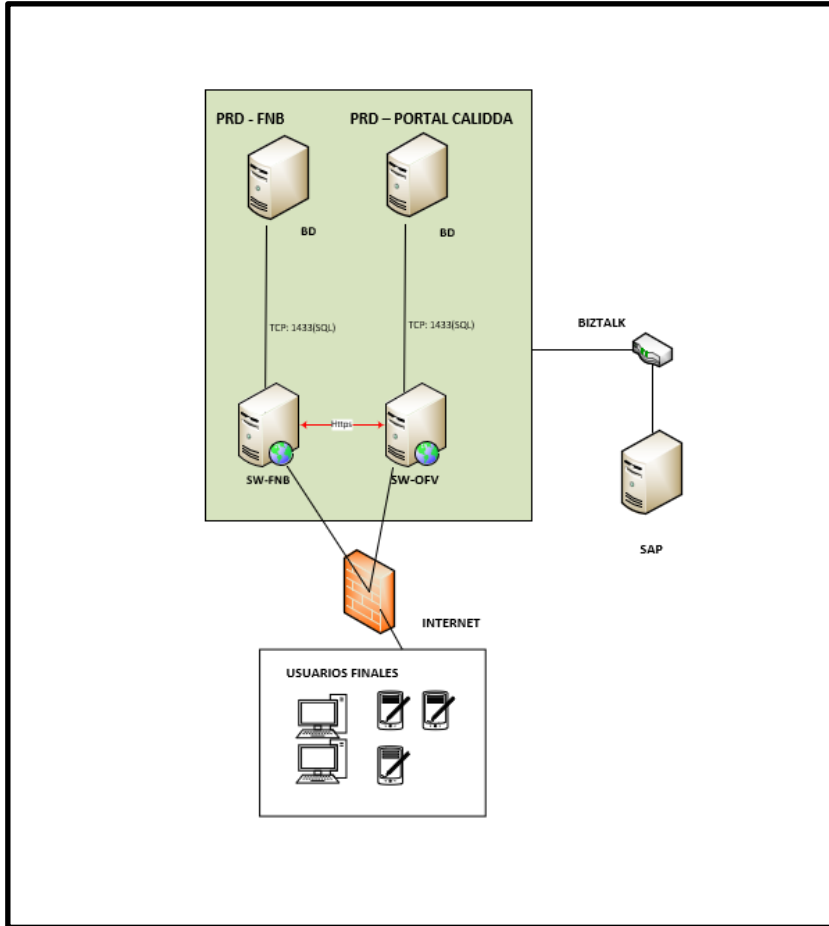 PRD - FNB
PRD – PORTAL CALIDDA
BD
BD
TCP: 1433(SQL)
TCP: 1433(SQL)
BIZTALK
Https
SW-FNB
SW-OFV
SAP
INTERNET
USUARIOS FINALES